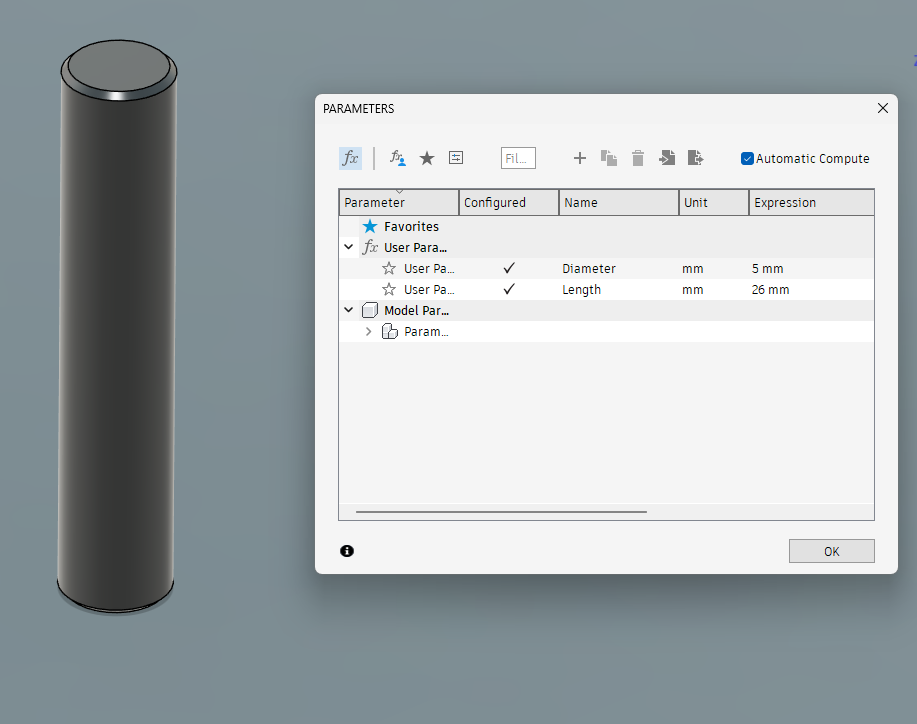 PARAMETERS
fx Fil... Automatic Compute
Parameter Configured Name Unit Expression
Favorites
fx User Para...
User Pa... Diameter mm 5 mm
User Pa... Length mm 26 mm
Model Par...
Param...
OK